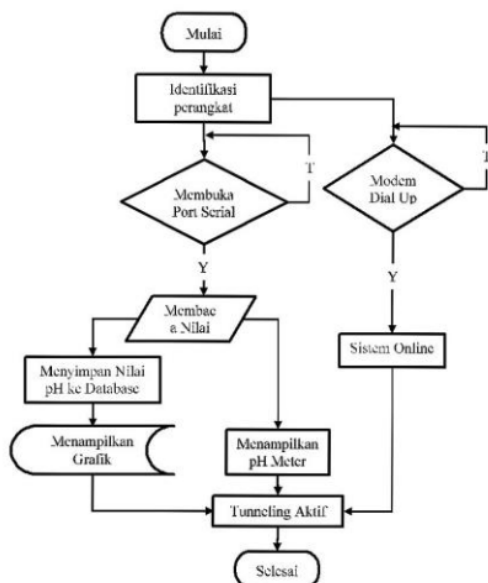 Mulai
Identifikasi
perangkat
T
Membuka
Port Serial
T
Modem
Dial Up
Y
Y
Membac
a Nilai
Sistem Online
Menyimpan Nilai
pH ke Database
Menampilkan
Grafik
Menampilkan
pH Meter
Tunneling Aktif
Selesai